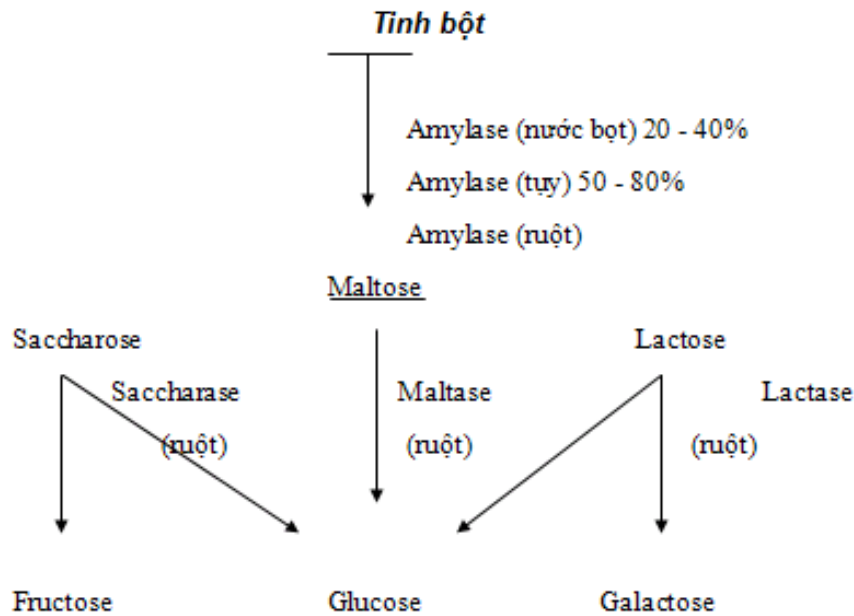 Tinh bột
Amylase (nước bọt) 20 - 40%
Amylase (tụy) 50 - 80%
Amylase (ruột)
Maltose
Saccharose Lactose
Saccharase Maltase Lactase
(ruột) (ruột) (ruột)
Fructose Glucose Galactose